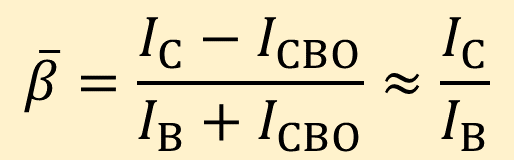 β̄ = (I_C − I_CBO) / (I_B + I_CBO) ≈ I_C / I_B